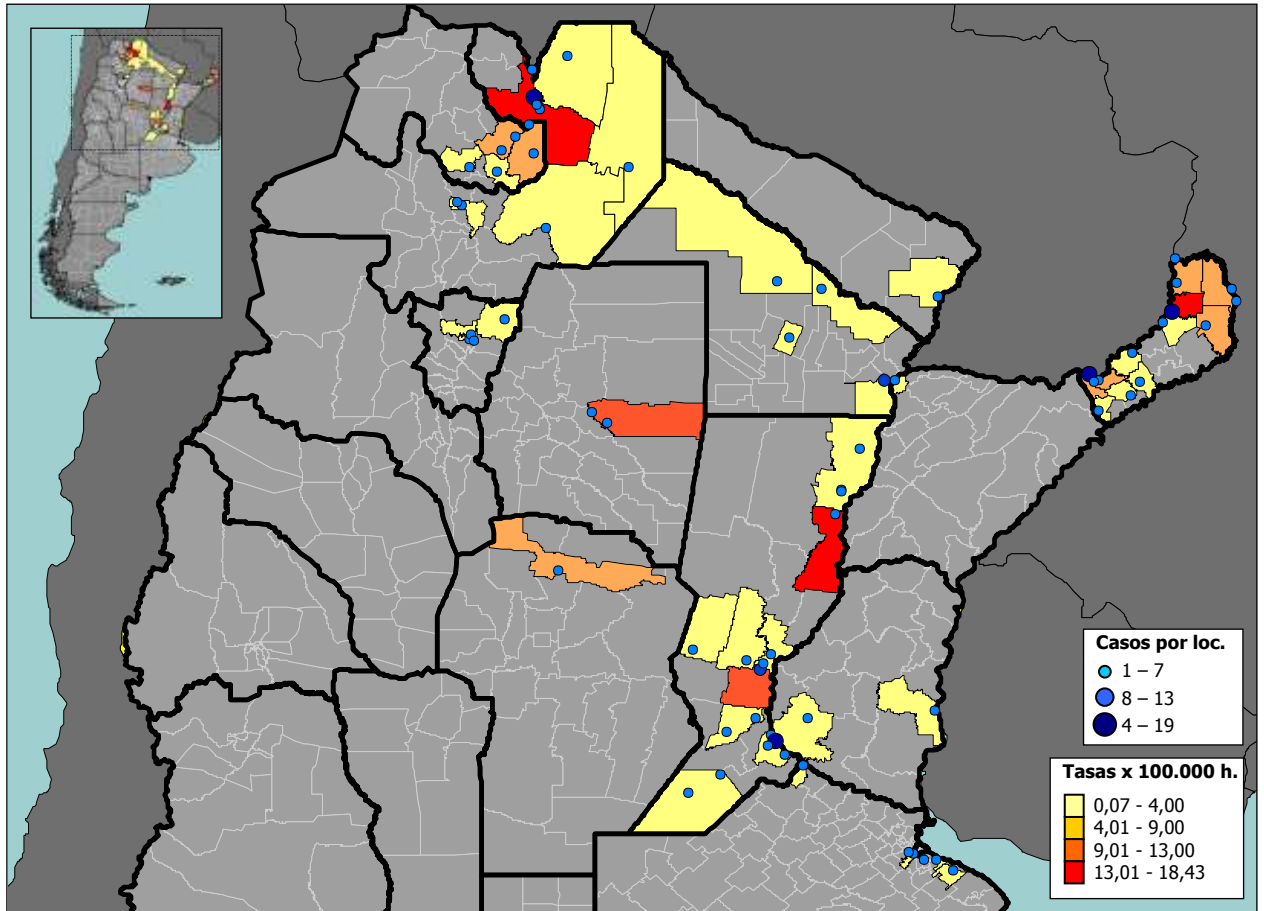 Casos por loc.
1 – 7
8 – 13
4 – 19
Tasas x 100.000 h.
0,07 - 4,00
4,01 - 9,00
9,01 - 13,00
13,01 - 18,43